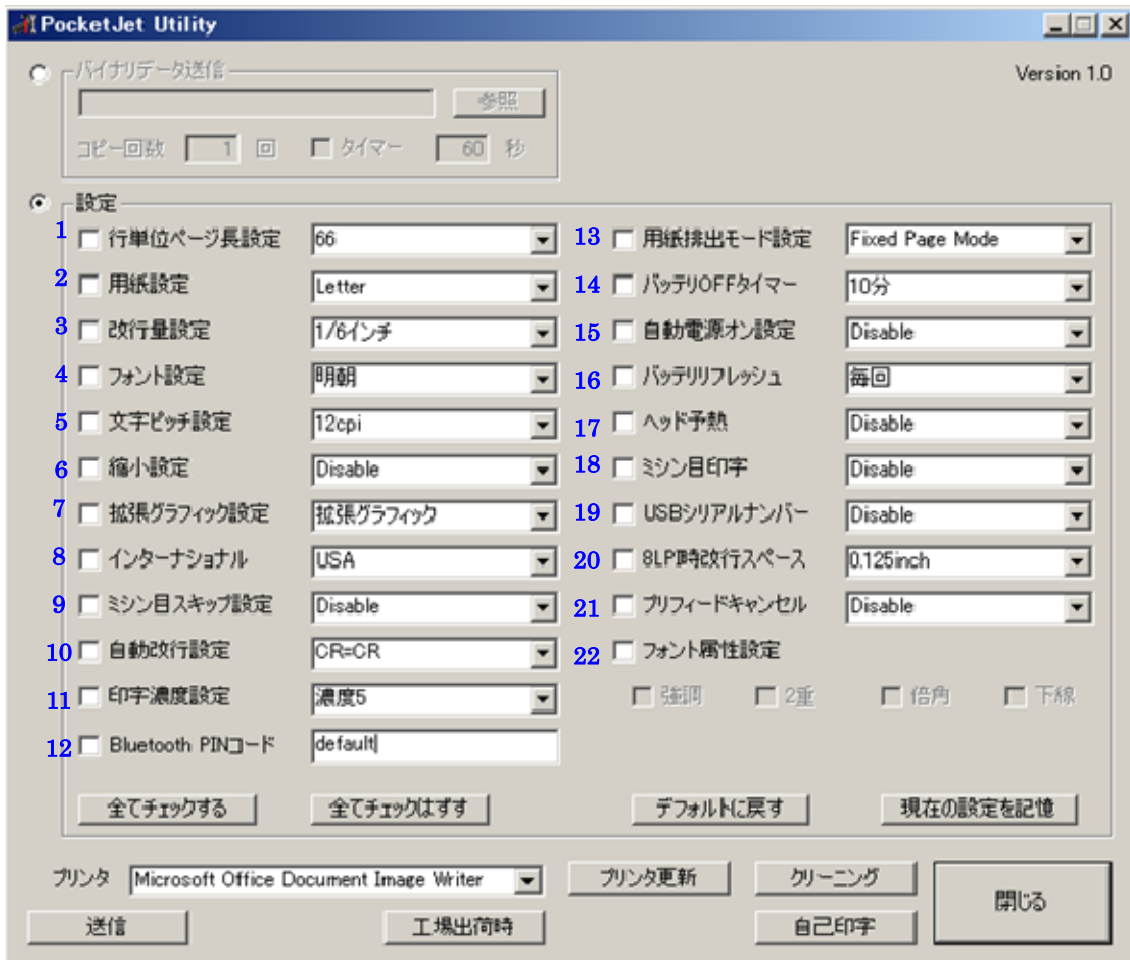 PocketJet Utility
バイナリデータ送信
Version 1.0
参照
コピー回数 1 回 タイマー 60 秒
設定
1 行単位ページ長設定 66
2 用紙設定 Letter
3 改行量設定 1/6インチ
4 フォント設定 明朝
5 文字ピッチ設定 12cpi
6 縮小設定 Disable
7 拡張グラフィック設定 拡張グラフィック
8 インターナショナル USA
9 ミシン目スキップ設定 Disable
10 自動改行設定 CR=CR
11 印字濃度設定 濃度5
12 Bluetooth PINコード default
13 用紙排出モード設定 Fiixed Page Mode
14 バッテリOFFタイマー 10分
15 自動電源オン設定 Disable
16 バッテリリフレッシュ 毎回
17 ヘッド予熱 Disable
18 ミシン目印字 Disable
19 USBシリアルナンバー Disable
20 8LPI時改行スペース 0.125inch
21 プリフィードキャンセル Disable
22 フォント属性設定
強調 2重 倍角 下線
全てチェックする 全てチェックはずす デフォルトに戻す 現在の設定を記憶
プリンタ Microsoft Office Document Image Writer プリンタ更新 クリーニング 閉じる
送信 工場出荷時 自己印字